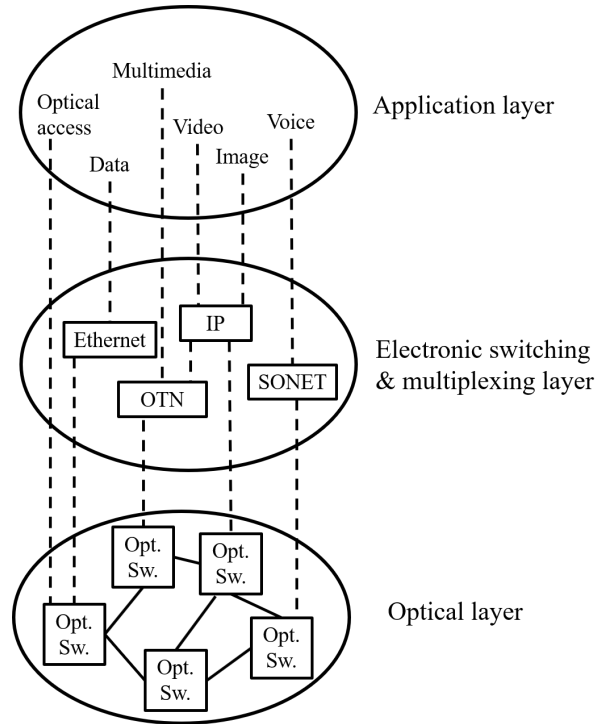 Multimedia
Optical
access
Video
Voice
Data
Image
Application layer
IP
Ethernet
OTN
SONET
Electronic switching
& multiplexing layer
Opt.
Sw.
Opt.
Sw.
Opt.
Sw.
Opt.
Sw.
Opt.
Sw.
Optical layer